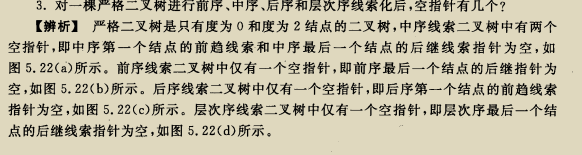 3. 对一棵严格二叉树进行前序、中序、后序和层次序线索化后,空指针有几个?
【辨析】 严格二叉树是只有度为0和度为2结点的二叉树,中序线索二叉树中有两个
空指针,即中序第一个结点的前趋线索和中序最后一个结点的后继线索指针为空,如
图5.22(a)所示。前序线索二叉树中仅有一个空指针,即前序最后一个结点的后继指针为
空,如图5.22(b)所示。后序线索二叉树中仅有一个空指针,即后序第一个结点的前趋线索
指针为空,如图5.22(c)所示。层次序线索二叉树中仅有一个空指针,即层次序最后一个结
点的后继线索指针为空,如图5.22(d)所示。